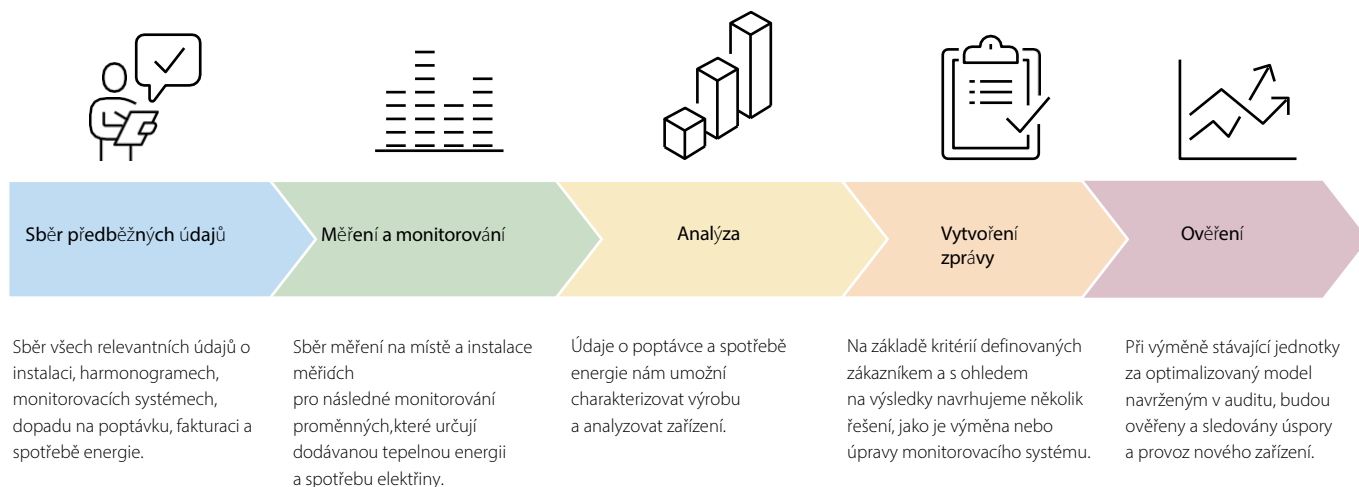 Sběr předběžných údajů
Měření a monitorování
Analýza
Vytvoření
zprávy
Ověření
Sběr všech relevantních údajů o
instalaci, harmonogramech,
monitorovacích systémech,
dopadu na poptávku, fakturaci a
spotřebě energie.
Sběr měření na místě a instalace
měřidch
pro následné monitorování
proměnných,které určují
dodávanou tepelnou energii
a spotřebu elektřiny.
Údaje o poptávce a spotřebě
energie nám umožní
charakterizovat výrobu
a analyzovat zařízení.
Na základě kritérií definovaných
zákazníkem a s ohledem
na výsledky navrhujeme několik
řešení, jako je výměna nebo
úpravy monitorovacího systému.
Při výměně stávající jednotky
za optimalizovaný model
navrženým v auditu, budou
ověřeny a sledovány úspory
a provoz nového zařízení.